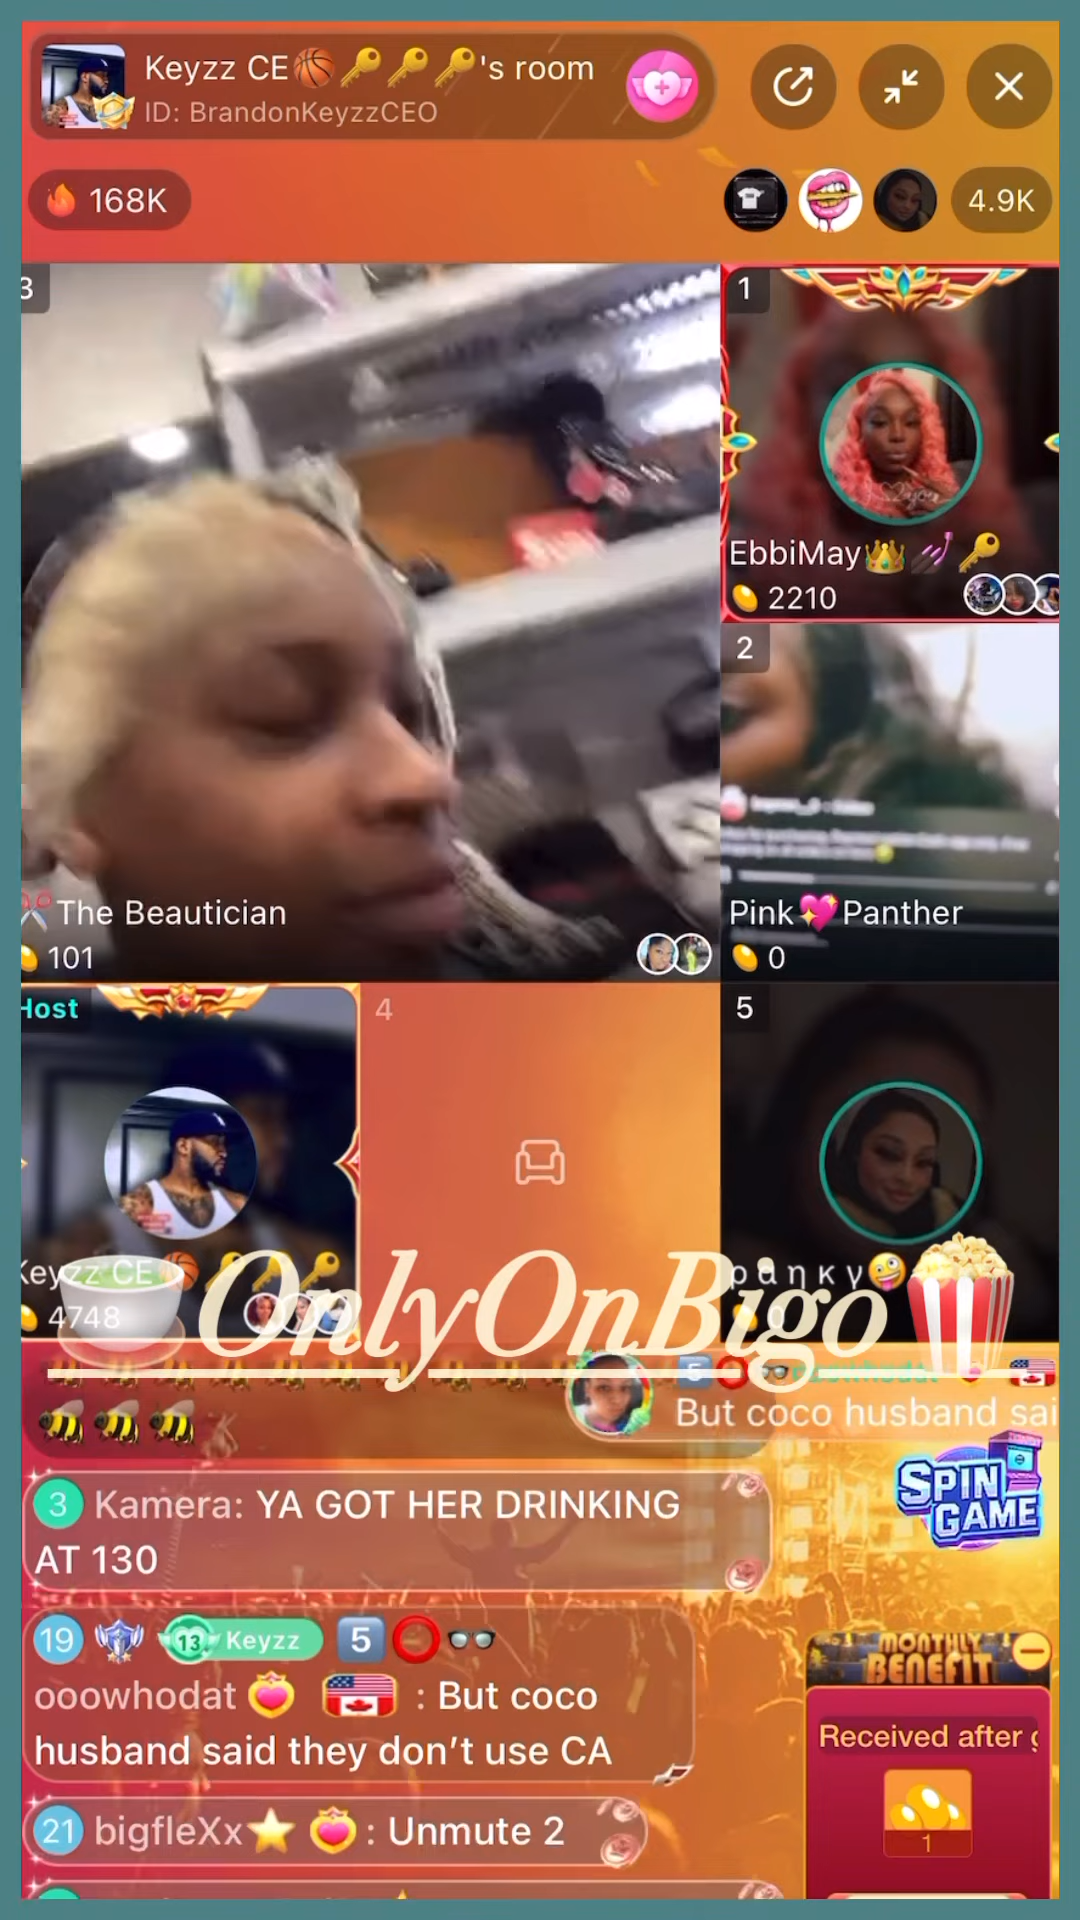 Keyzz CE🏀🔑🔑🔑's room
ID: BrandonKeyzzCEO
🔥 168K
4.9K
3
1
EbbiMay👑💅🏿🔑
2210
2
Pink💖Panther
0
✂️The Beautician
101
Host
4
5
Keyzz CE🏀🔑🔑🔑
4748
p a η κ γ🤪
0
OnlyOnBigo🍿
5️⃣⭕👓ooowhodat
But coco husband sai
🐝🐝🐝
3 Kamera: YA GOT HER DRINKING
AT 130
SPIN
GAME
19 13 Keyzz 5️⃣⭕👓
ooowhodat : But coco
husband said they don't use CA
21 bigfleXx⭐ : Unmute 2
MONTHLY
BENEFIT
Received after
1